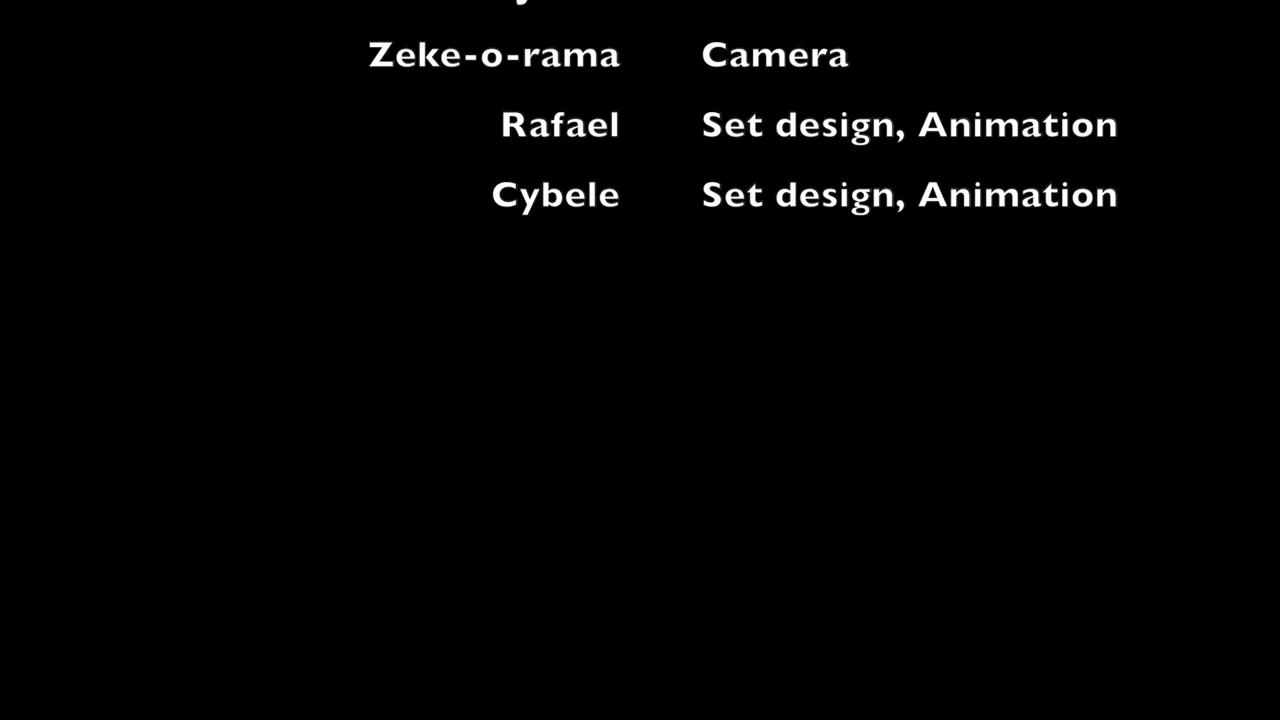 Zeke-o-rama Camera
Rafael Set design, Animation
Cybele Set design, Animation